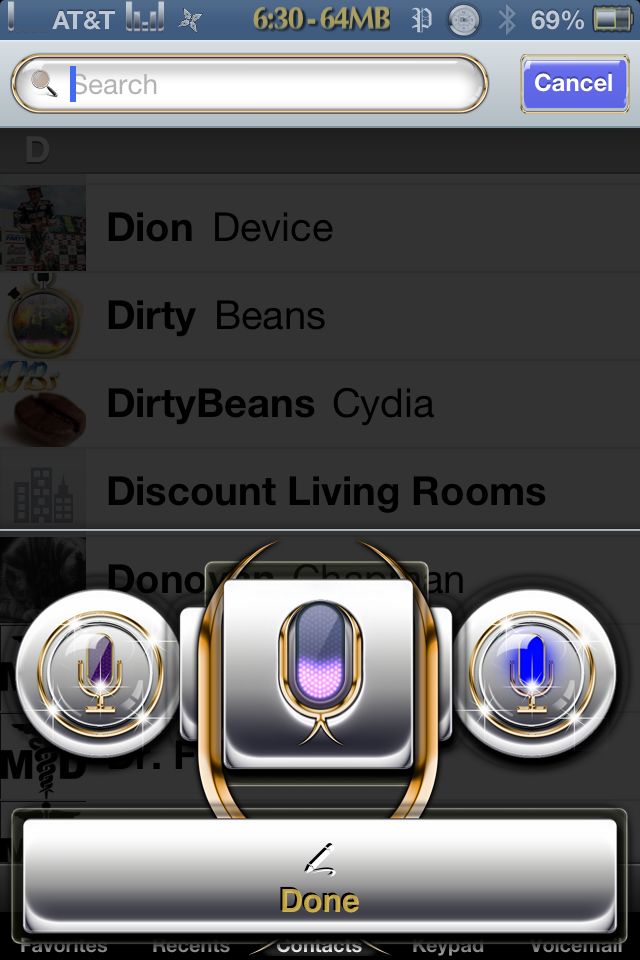 AT&T 6:30-64MB P 69%
Search Cancel
D
Dion Device
Dirty Beans
DirtyBeans Cydia
Discount Living Rooms
Donovan Chapman
M D Dr. F
Done
Favorites Recents Contacts Keypad Voicemail